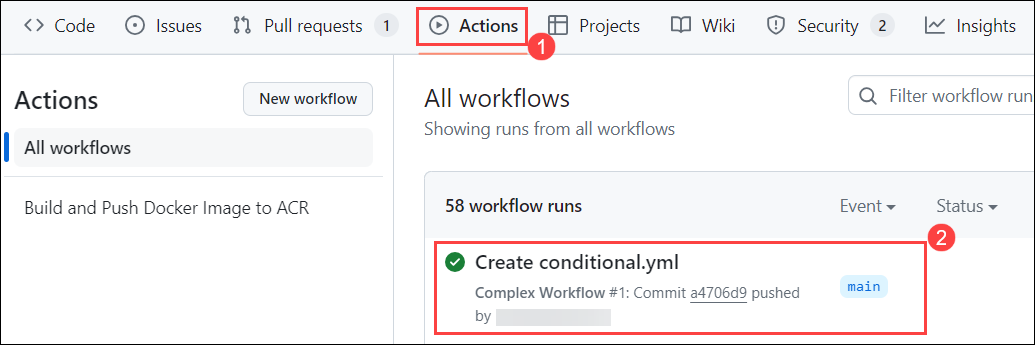 Code Issues Pull requests 1 Actions Projects Wiki Security 2 Insights
1
Actions New workflow
All workflows
Build and Push Docker Image to ACR
All workflows
Showing runs from all workflows
Filter workflow run
58 workflow runs Event Status
2
Create conditional.yml
Complex Workflow #1: Commit a4706d9 pushed
by
main